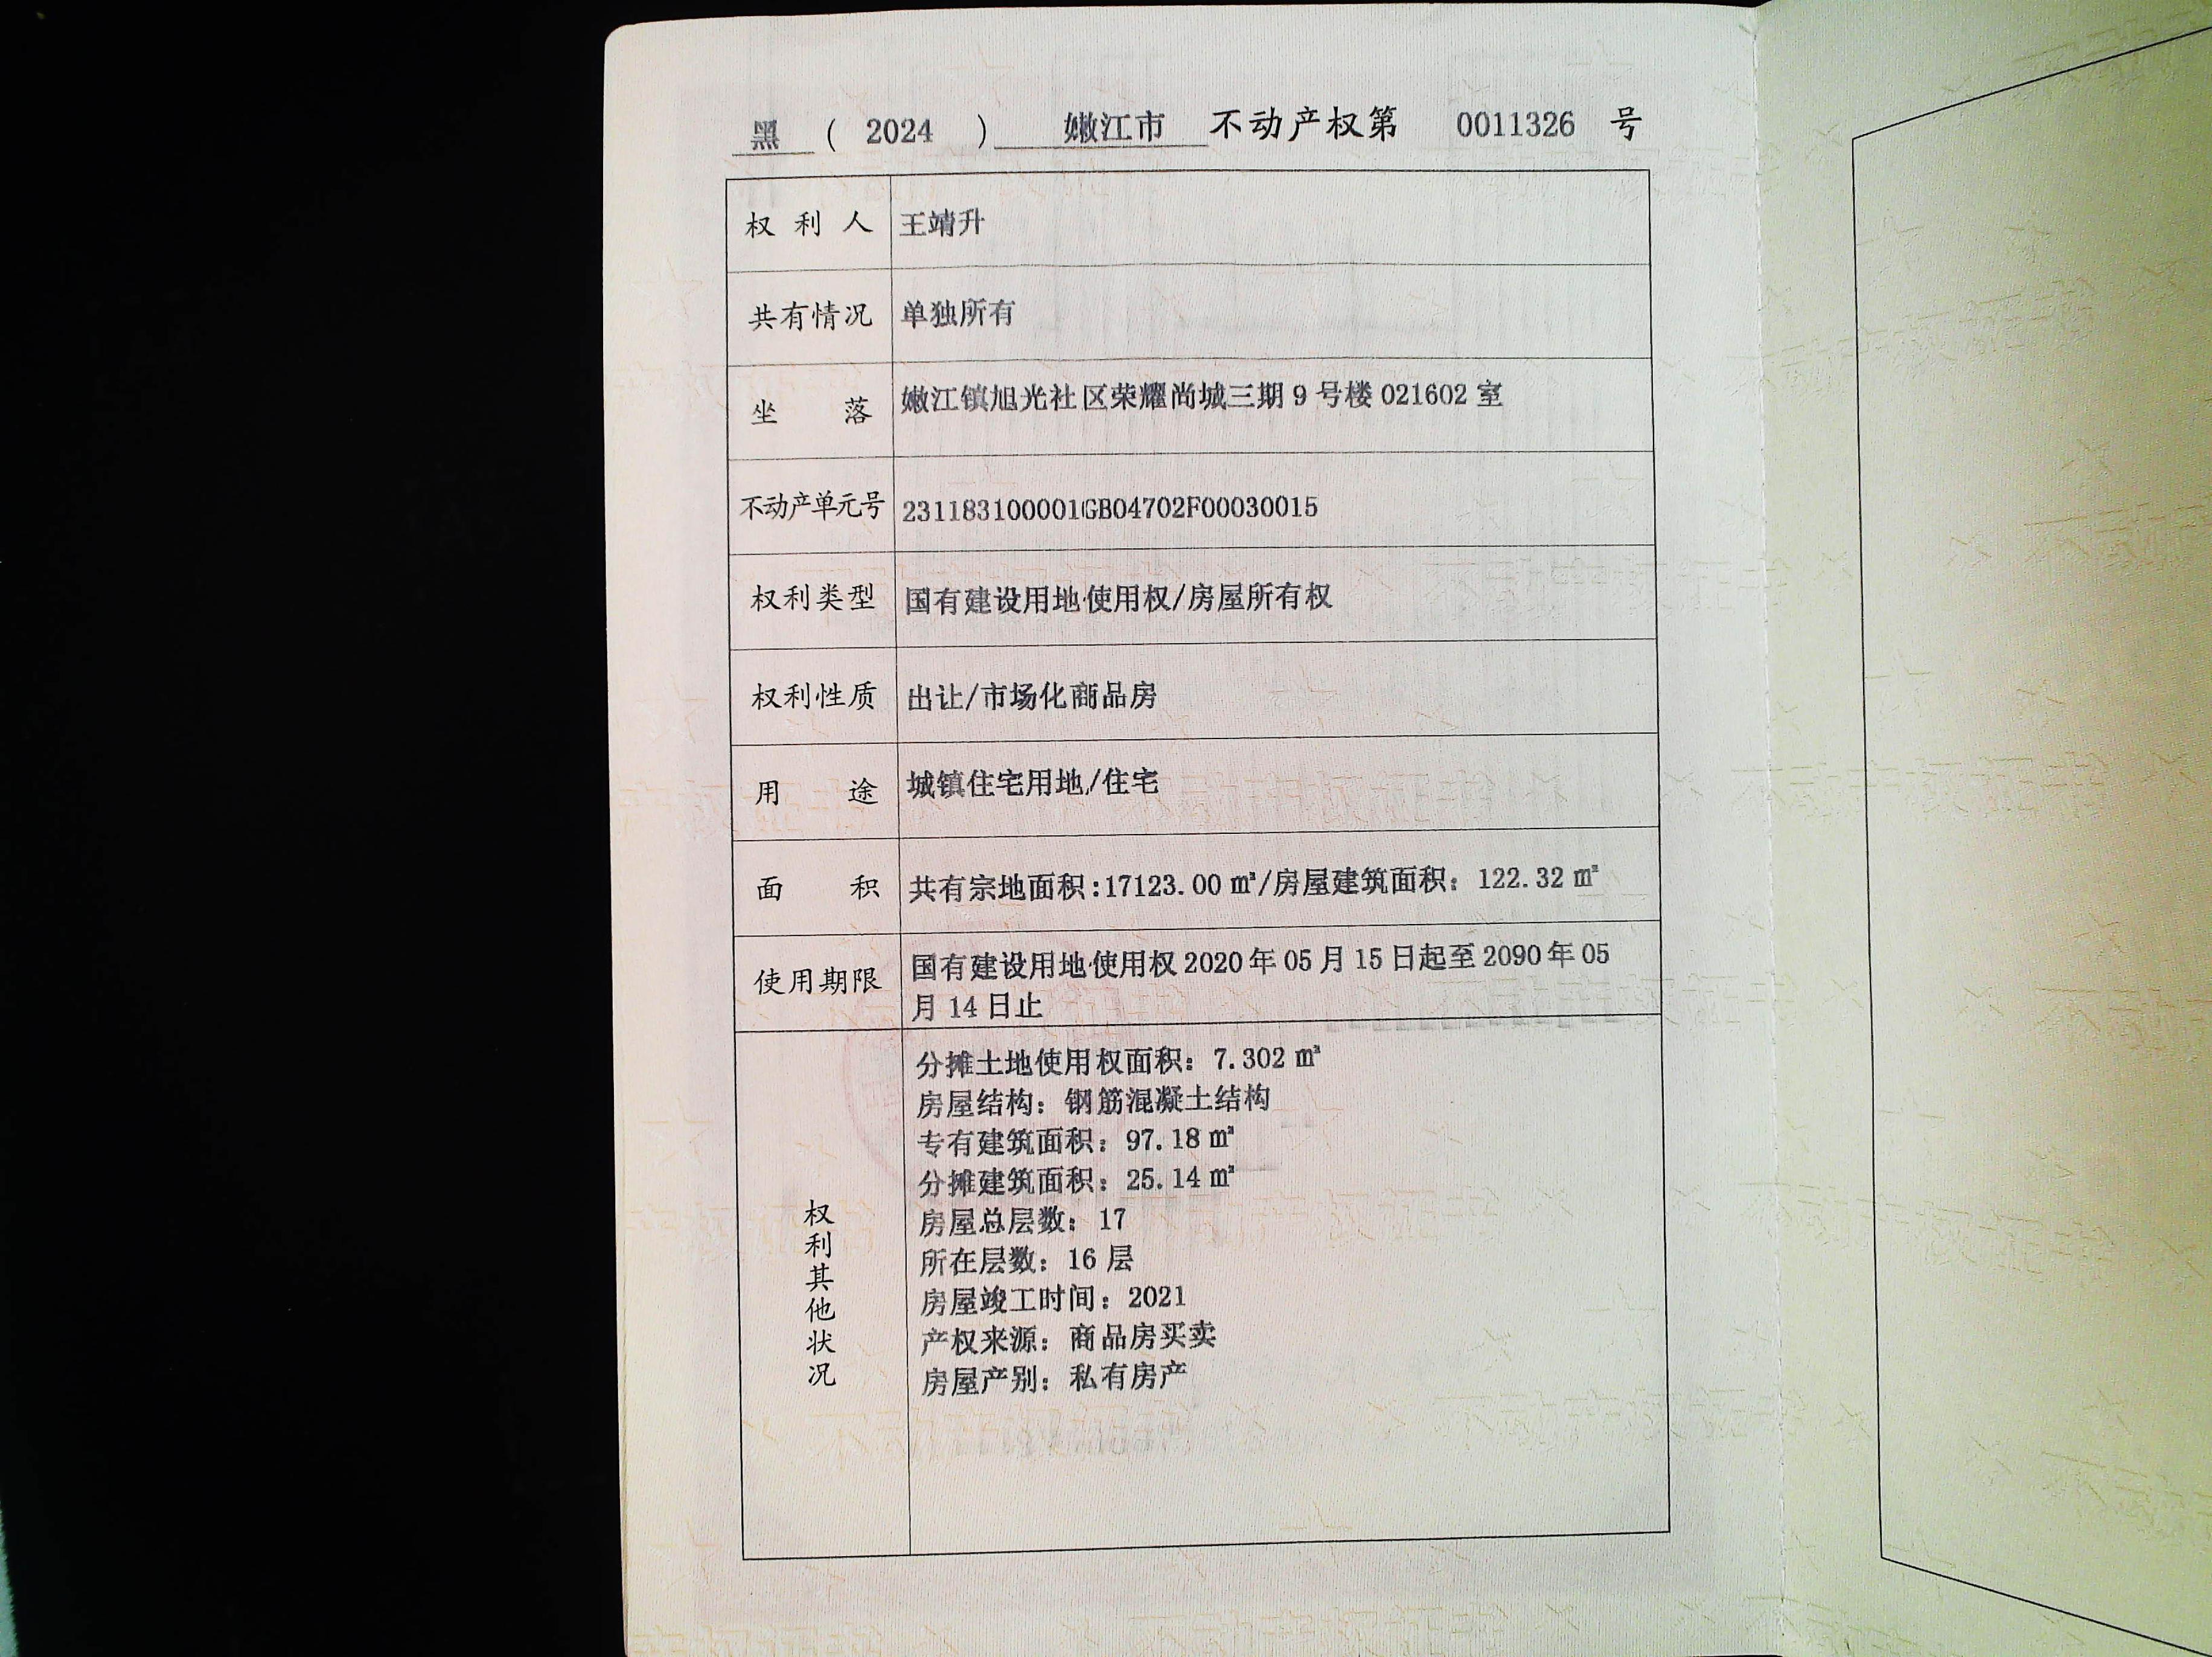 黑 ( 2024 ) 嫩江市 不动产权第 0011326 号
权利人 王靖升
共有情况 单独所有
坐落 嫩江镇旭光社区荣耀尚城三期 9 号楼 021602 室
不动产单元号 231183100001GB04702F00030015
权利类型 国有建设用地使用权/房屋所有权
权利性质 出让/市场化商品房
用途 城镇住宅用地/住宅
面积 共有宗地面积:17123.00 ㎡/房屋建筑面积: 122.32 ㎡
使用期限 国有建设用地使用权 2020 年 05 月 15 日起至 2090 年 05
月 14 日止
权利其他状况
分摊土地使用权面积: 7.302 ㎡
房屋结构: 钢筋混凝土结构
专有建筑面积: 97.18 ㎡
分摊建筑面积: 25.14 ㎡
房屋总层数: 17
所在层数: 16 层
房屋竣工时间: 2021
产权来源: 商品房买卖
房屋产别: 私有房产